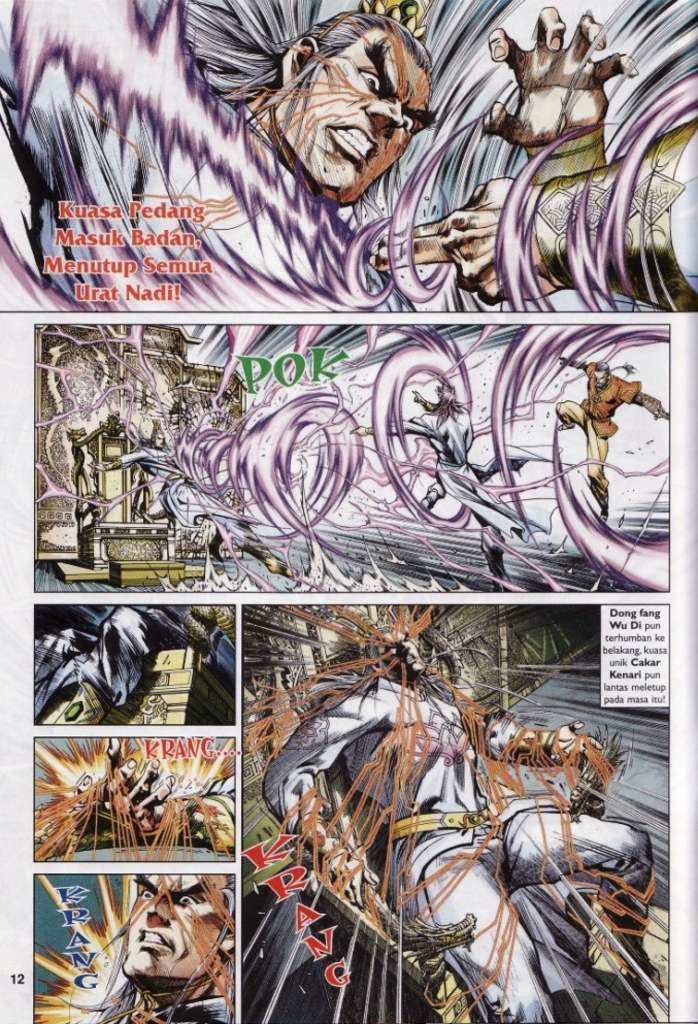 Kuasa Pedang
Masuk Badan,
Menutup Semua
Urat Nadi!
POK
Dong fang
Wu Di pun
terhumban ke
belakang, kuasa
unik Cakar
Kenari pun
lantas meletup
pada masa itu!
KRANG....
KRANG
KRANG
12